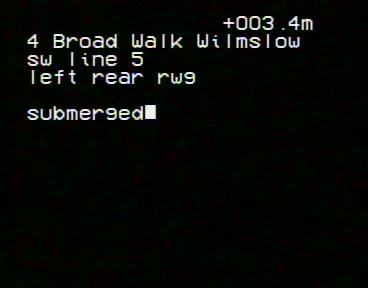 +003.4m
4 Broad Walk Wilmslow
sw line 5
left rear rwg
submerged